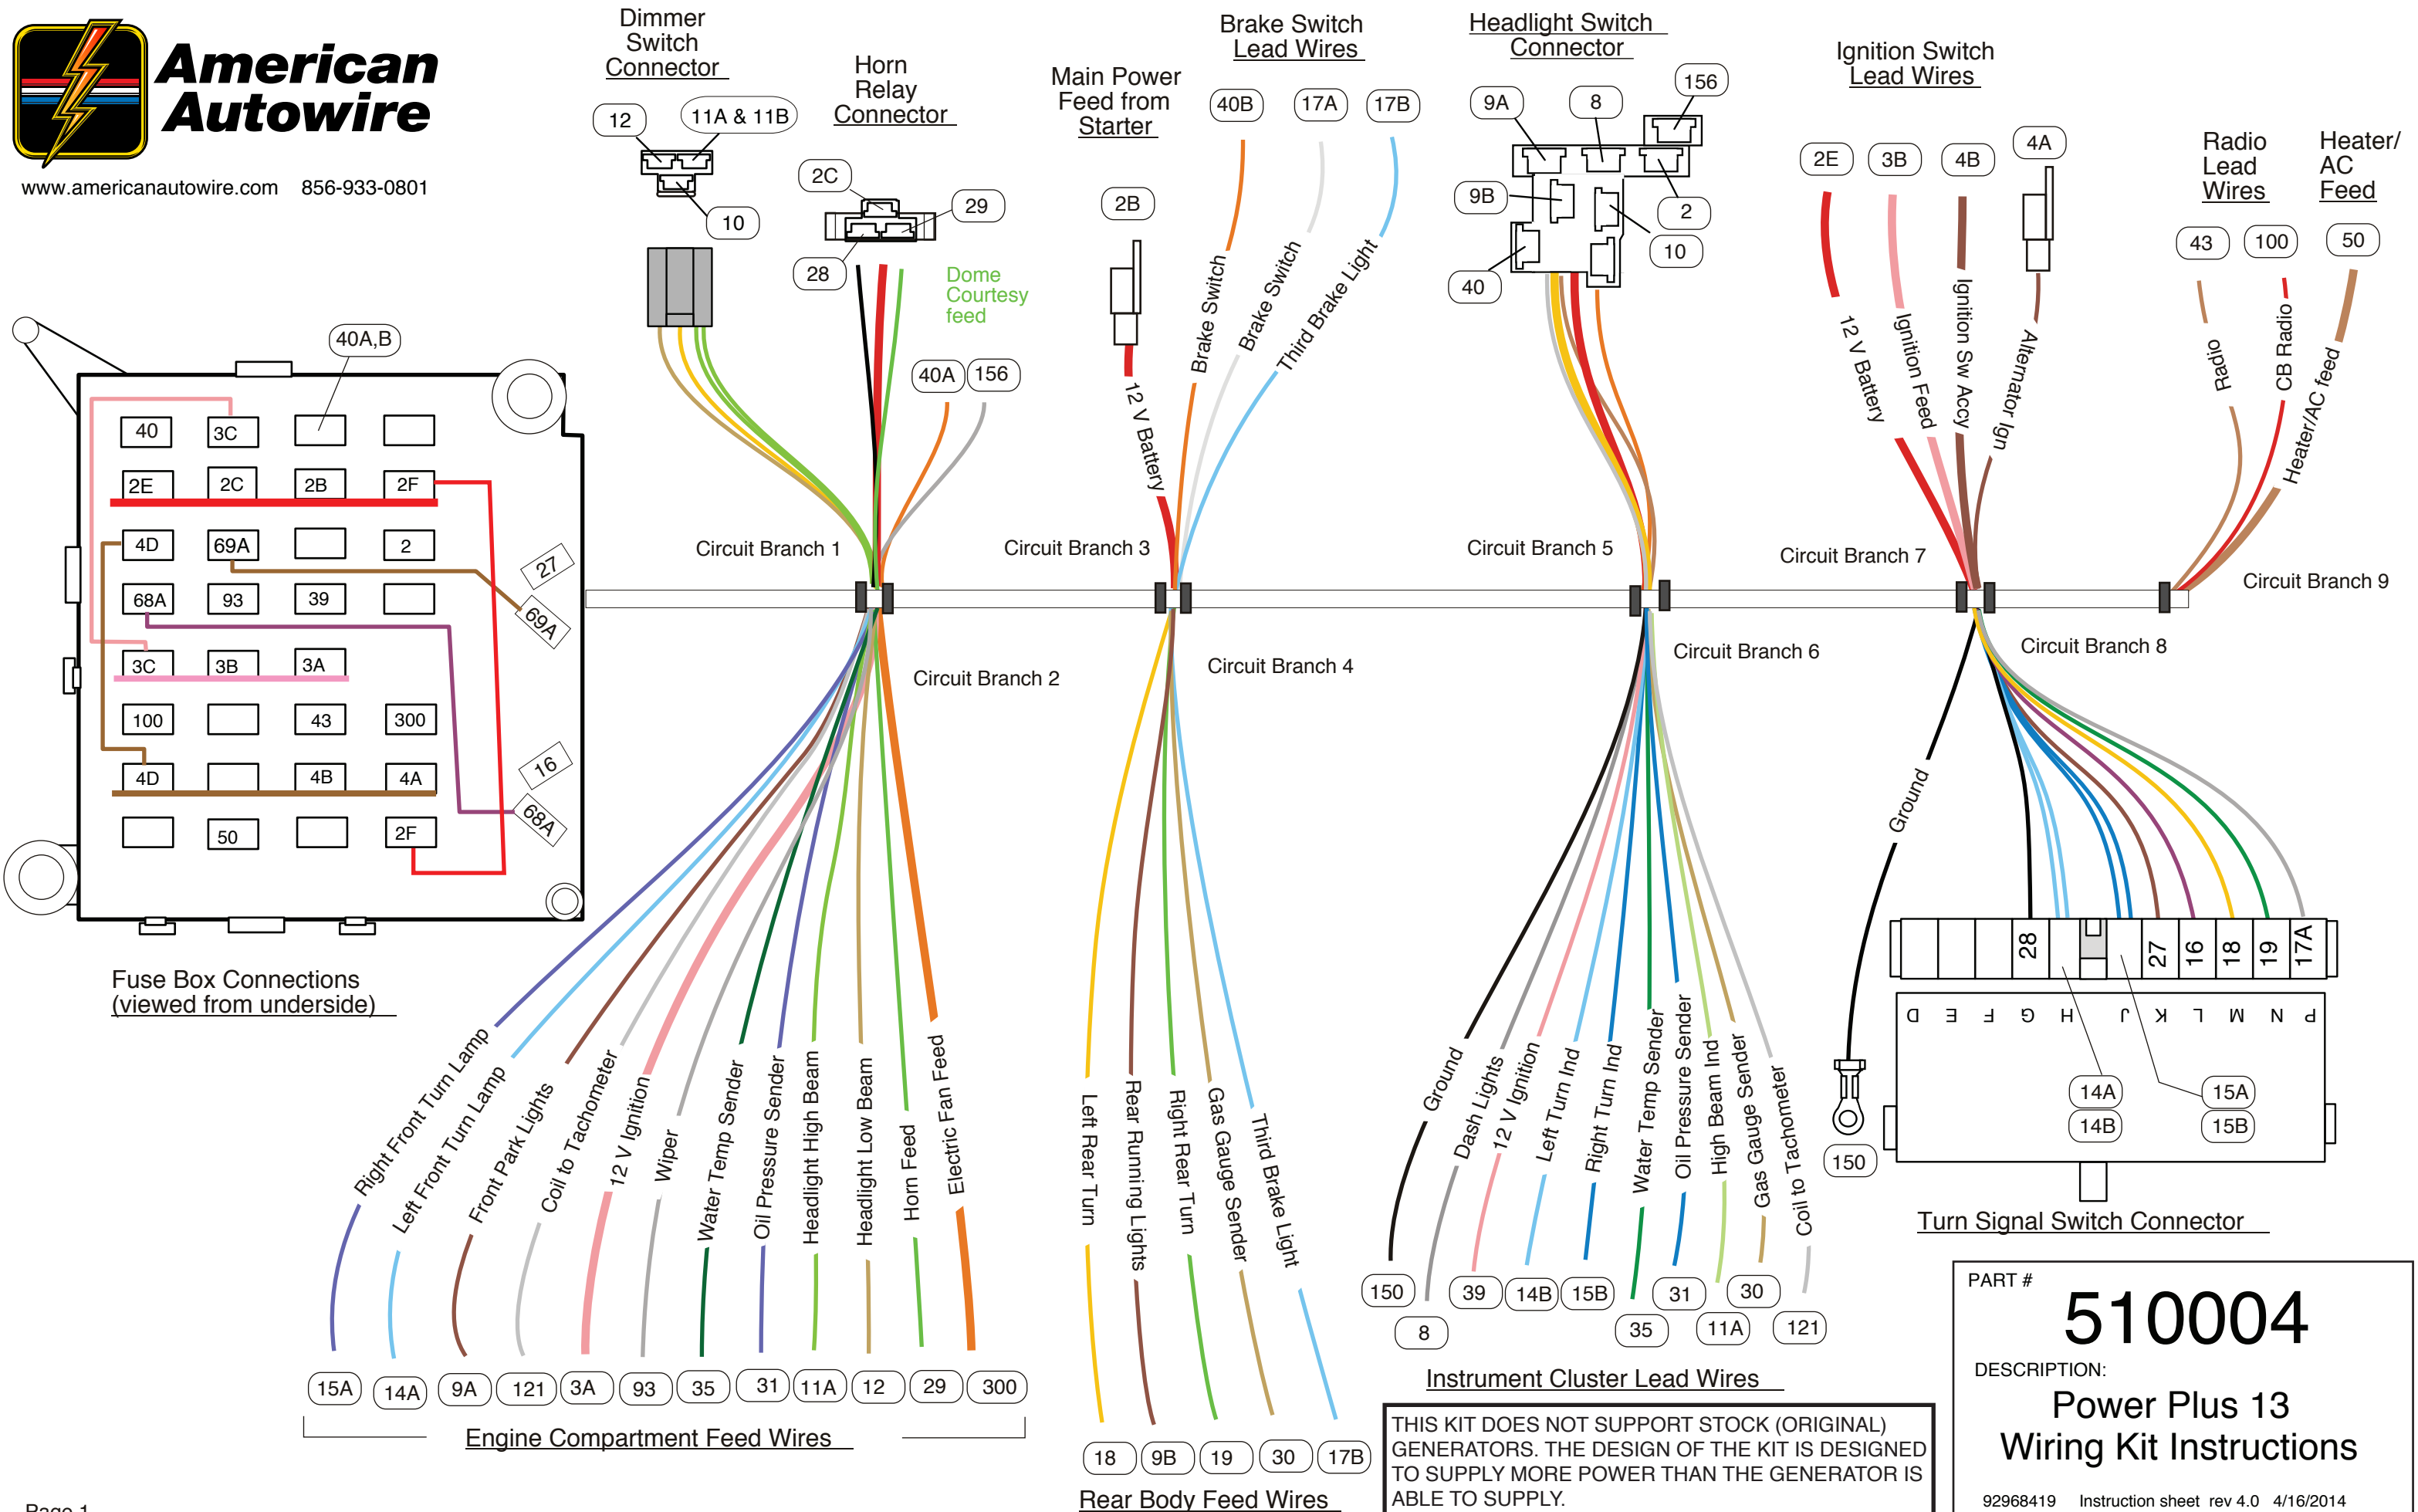 American
Autowire
www.americanautowire.com 856-933-0801
Dimmer
Switch
Connector
12
11A & 11B
10
Horn
Relay
Connector
2C
29
28
Dome
Courtesy
feed
40A
156
Main Power
Feed from
Starter
2B
12 V Battery
Brake Switch
Lead Wires
40B
17A
17B
Brake Switch
Brake Switch
Third Brake Light
Headlight Switch
Connector
156
9A
8
9B
2
10
40
Ignition Switch
Lead Wires
2E
3B
4B
4A
12 V Battery
Ignition Feed
Ignition Sw Accy
Alternator Ign
Radio
Lead
Wires
Heater/
AC
Feed
43
100
50
Radio
CB Radio
Heater/AC feed
40A,B
40
3C
2E
2C
2B
2F
4D
69A
2
27
68A
93
39
69A
3C
3B
3A
100
43
300
16
4D
4B
4A
68A
50
2F
Fuse Box Connections
(viewed from underside)
Circuit Branch 1
Circuit Branch 3
Circuit Branch 5
Circuit Branch 7
Circuit Branch 9
Circuit Branch 2
Circuit Branch 4
Circuit Branch 6
Circuit Branch 8
Right Front Turn Lamp
Left Front Turn Lamp
Front Park Lights
Coil to Tachometer
12 V Ignition
Wiper
Water Temp Sender
Oil Pressure Sender
Headlight High Beam
Headlight Low Beam
Horn Feed
Electric Fan Feed
15A
14A
9A
121
3A
93
35
31
11A
12
29
300
Engine Compartment Feed Wires
Left Rear Turn
Rear Running Lights
Right Rear Turn
Gas Gauge Sender
Third Brake Light
18
9B
19
30
17B
Rear Body Feed Wires
Ground
Dash Lights
12 V Ignition
Left Turn Ind
Right Turn Ind
Water Temp Sender
Oil Pressure Sender
High Beam Ind
Gas Gauge Sender
Coil to Tachometer
150
8
39
14B
15B
35
31
11A
30
121
Instrument Cluster Lead Wires
Ground
150
28
27
16
18
19
17A
D
E
F
G
H
J
K
L
M
N
P
14A
14B
15A
15B
Turn Signal Switch Connector
THIS KIT DOES NOT SUPPORT STOCK (ORIGINAL)
GENERATORS. THE DESIGN OF THE KIT IS DESIGNED
TO SUPPLY MORE POWER THAN THE GENERATOR IS
ABLE TO SUPPLY.
PART #
510004
DESCRIPTION:
Power Plus 13
Wiring Kit Instructions
92968419 Instruction sheet rev 4.0 4/16/2014
Page 1